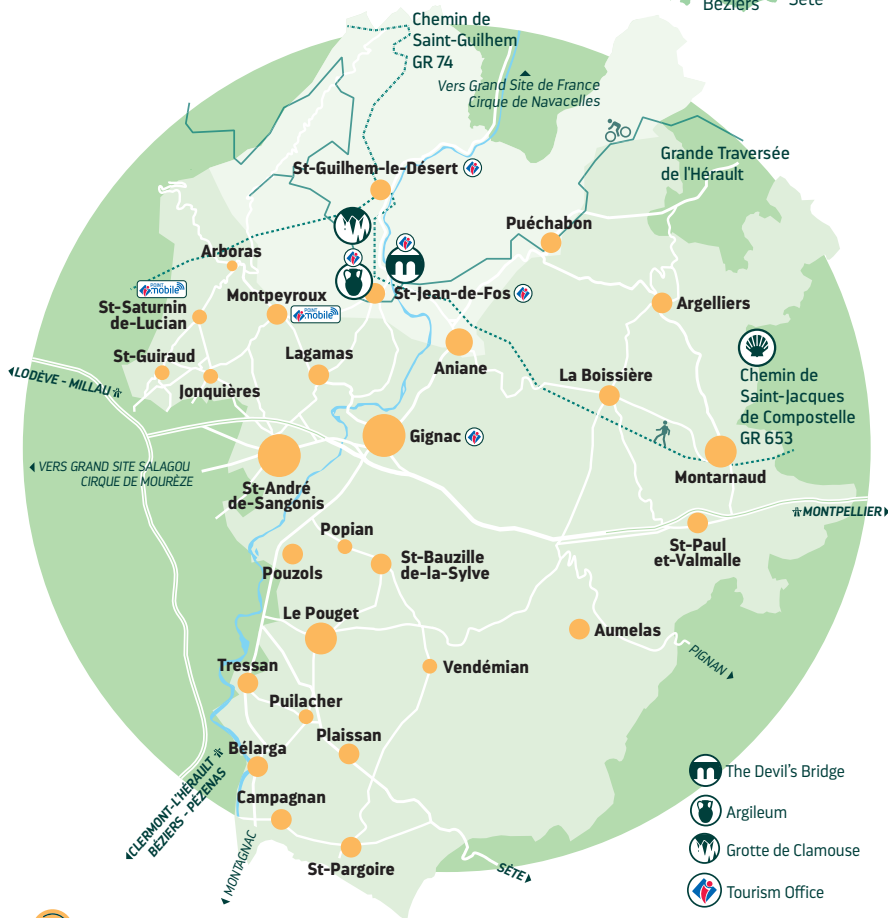 Béziers
Sète
Chemin de
Saint-Guilhem
GR 74
Vers Grand Site de France
Cirque de Navacelles
Grande Traversée
de l'Hérault
St-Guilhem-le-Désert
Puéchabon
Arboras
POINT
mobile
St-Saturnin
de-Lucian
Montpeyroux
POINT
mobile
St-Jean-de-Fos
Argelliers
St-Guiraud
Lagamas
Aniane
Jonquières
La Boissière
Chemin de
Saint-Jacques
de Compostelle
GR 653
LODÈVE - MILLAU
Gignac
VERS GRAND SITE SALAGOU
CIRQUE DE MOURÈZE
St-André
de-Sangonis
Montarnaud
MONTPELLIER
Popian
St-Paul
et-Valmalle
Pouzols
St-Bauzille
de-la-Sylve
Le Pouget
Aumelas
PIGNAN
Tressan
Vendémian
Puilacher
Plaissan
Bélarga
CLERMONT-L'HÉRAULT
BÉZIERS - PÉZENAS
Campagnan
MONTAGNAC
St-Pargoire
SÈTE
The Devil's Bridge
Argileum
Grotte de Clamouse
Tourism Office